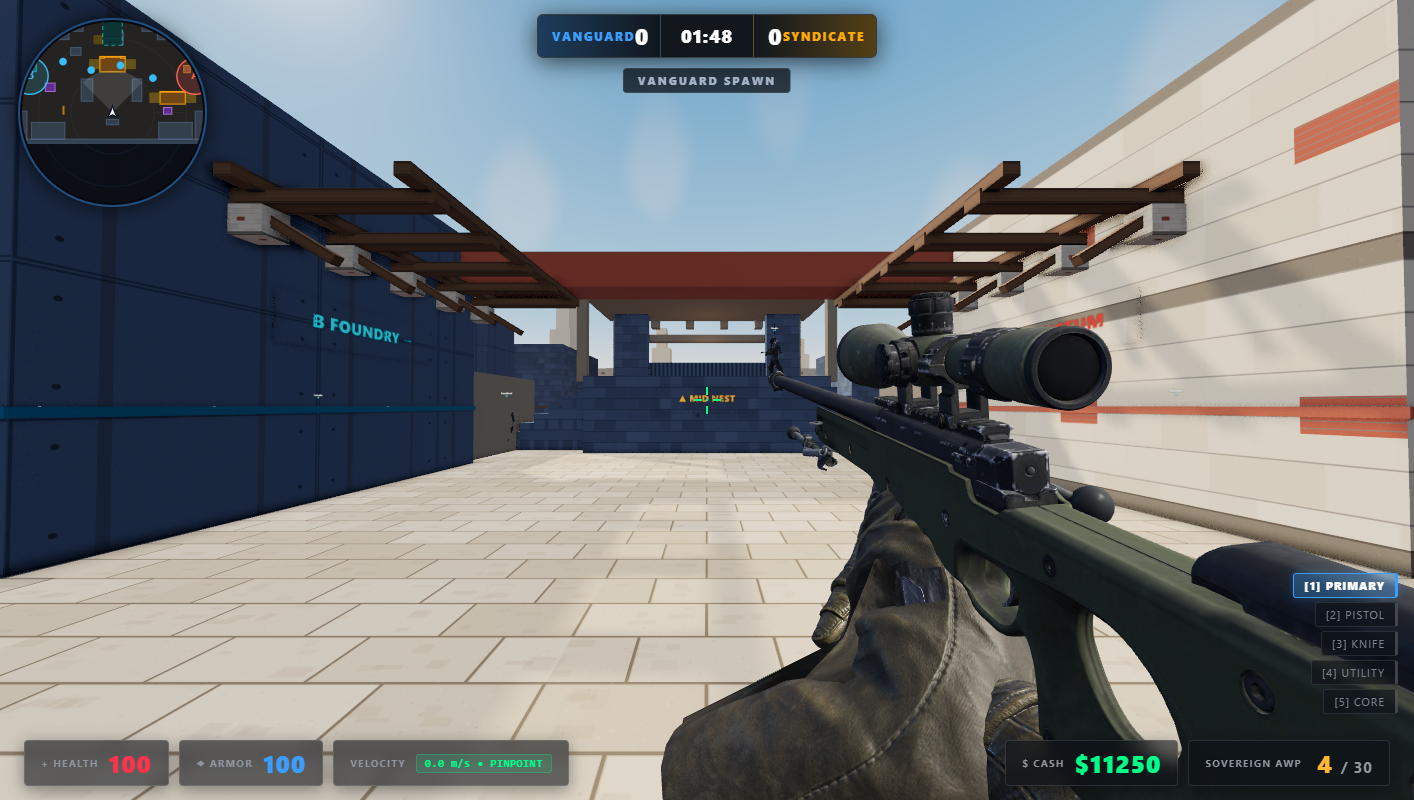 VANGUARD 0 01:48 0 SYNDICATE
VANGUARD SPAWN
B
B FOUNDRY →
▲ MID NEST
[1] PRIMARY
[2] PISTOL
[3] KNIFE
[4] UTILITY
[5] CORE
+ HEALTH 100
ARMOR 100
VELOCITY 0.0 m/s • PINPOINT
$ CASH $11250
SOVEREIGN AWP 4 / 30